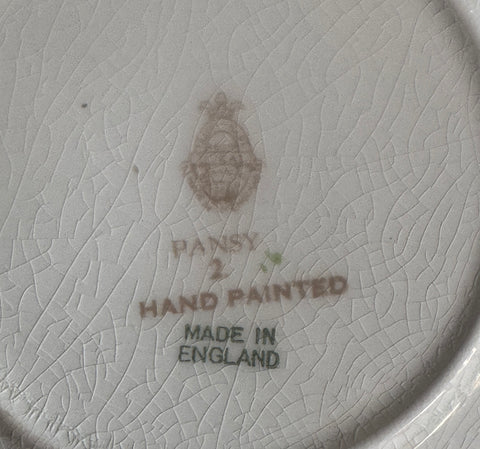 PANSY
2
HAND PAINTED
MADE IN
ENGLAND